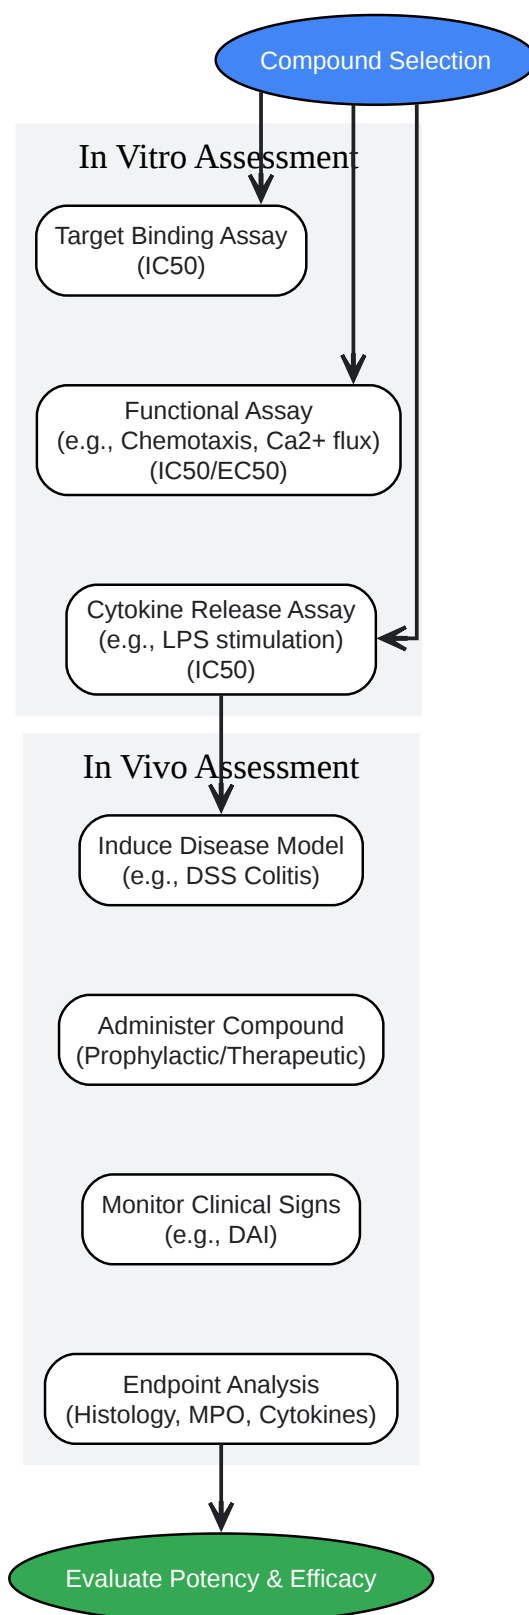 Compound Selection
In Vitro Assessment
Target Binding Assay
(IC50)
Functional Assay
(e.g., Chemotaxis, Ca2+ flux)
(IC50/EC50)
Cytokine Release Assay
(e.g., LPS stimulation)
(IC50)
In Vivo Assessment
Induce Disease Model
(e.g., DSS Colitis)
Administer Compound
(Prophylactic/Therapeutic)
Monitor Clinical Signs
(e.g., DAI)
Endpoint Analysis
(Histology, MPO, Cytokines)
Evaluate Potency & Efficacy